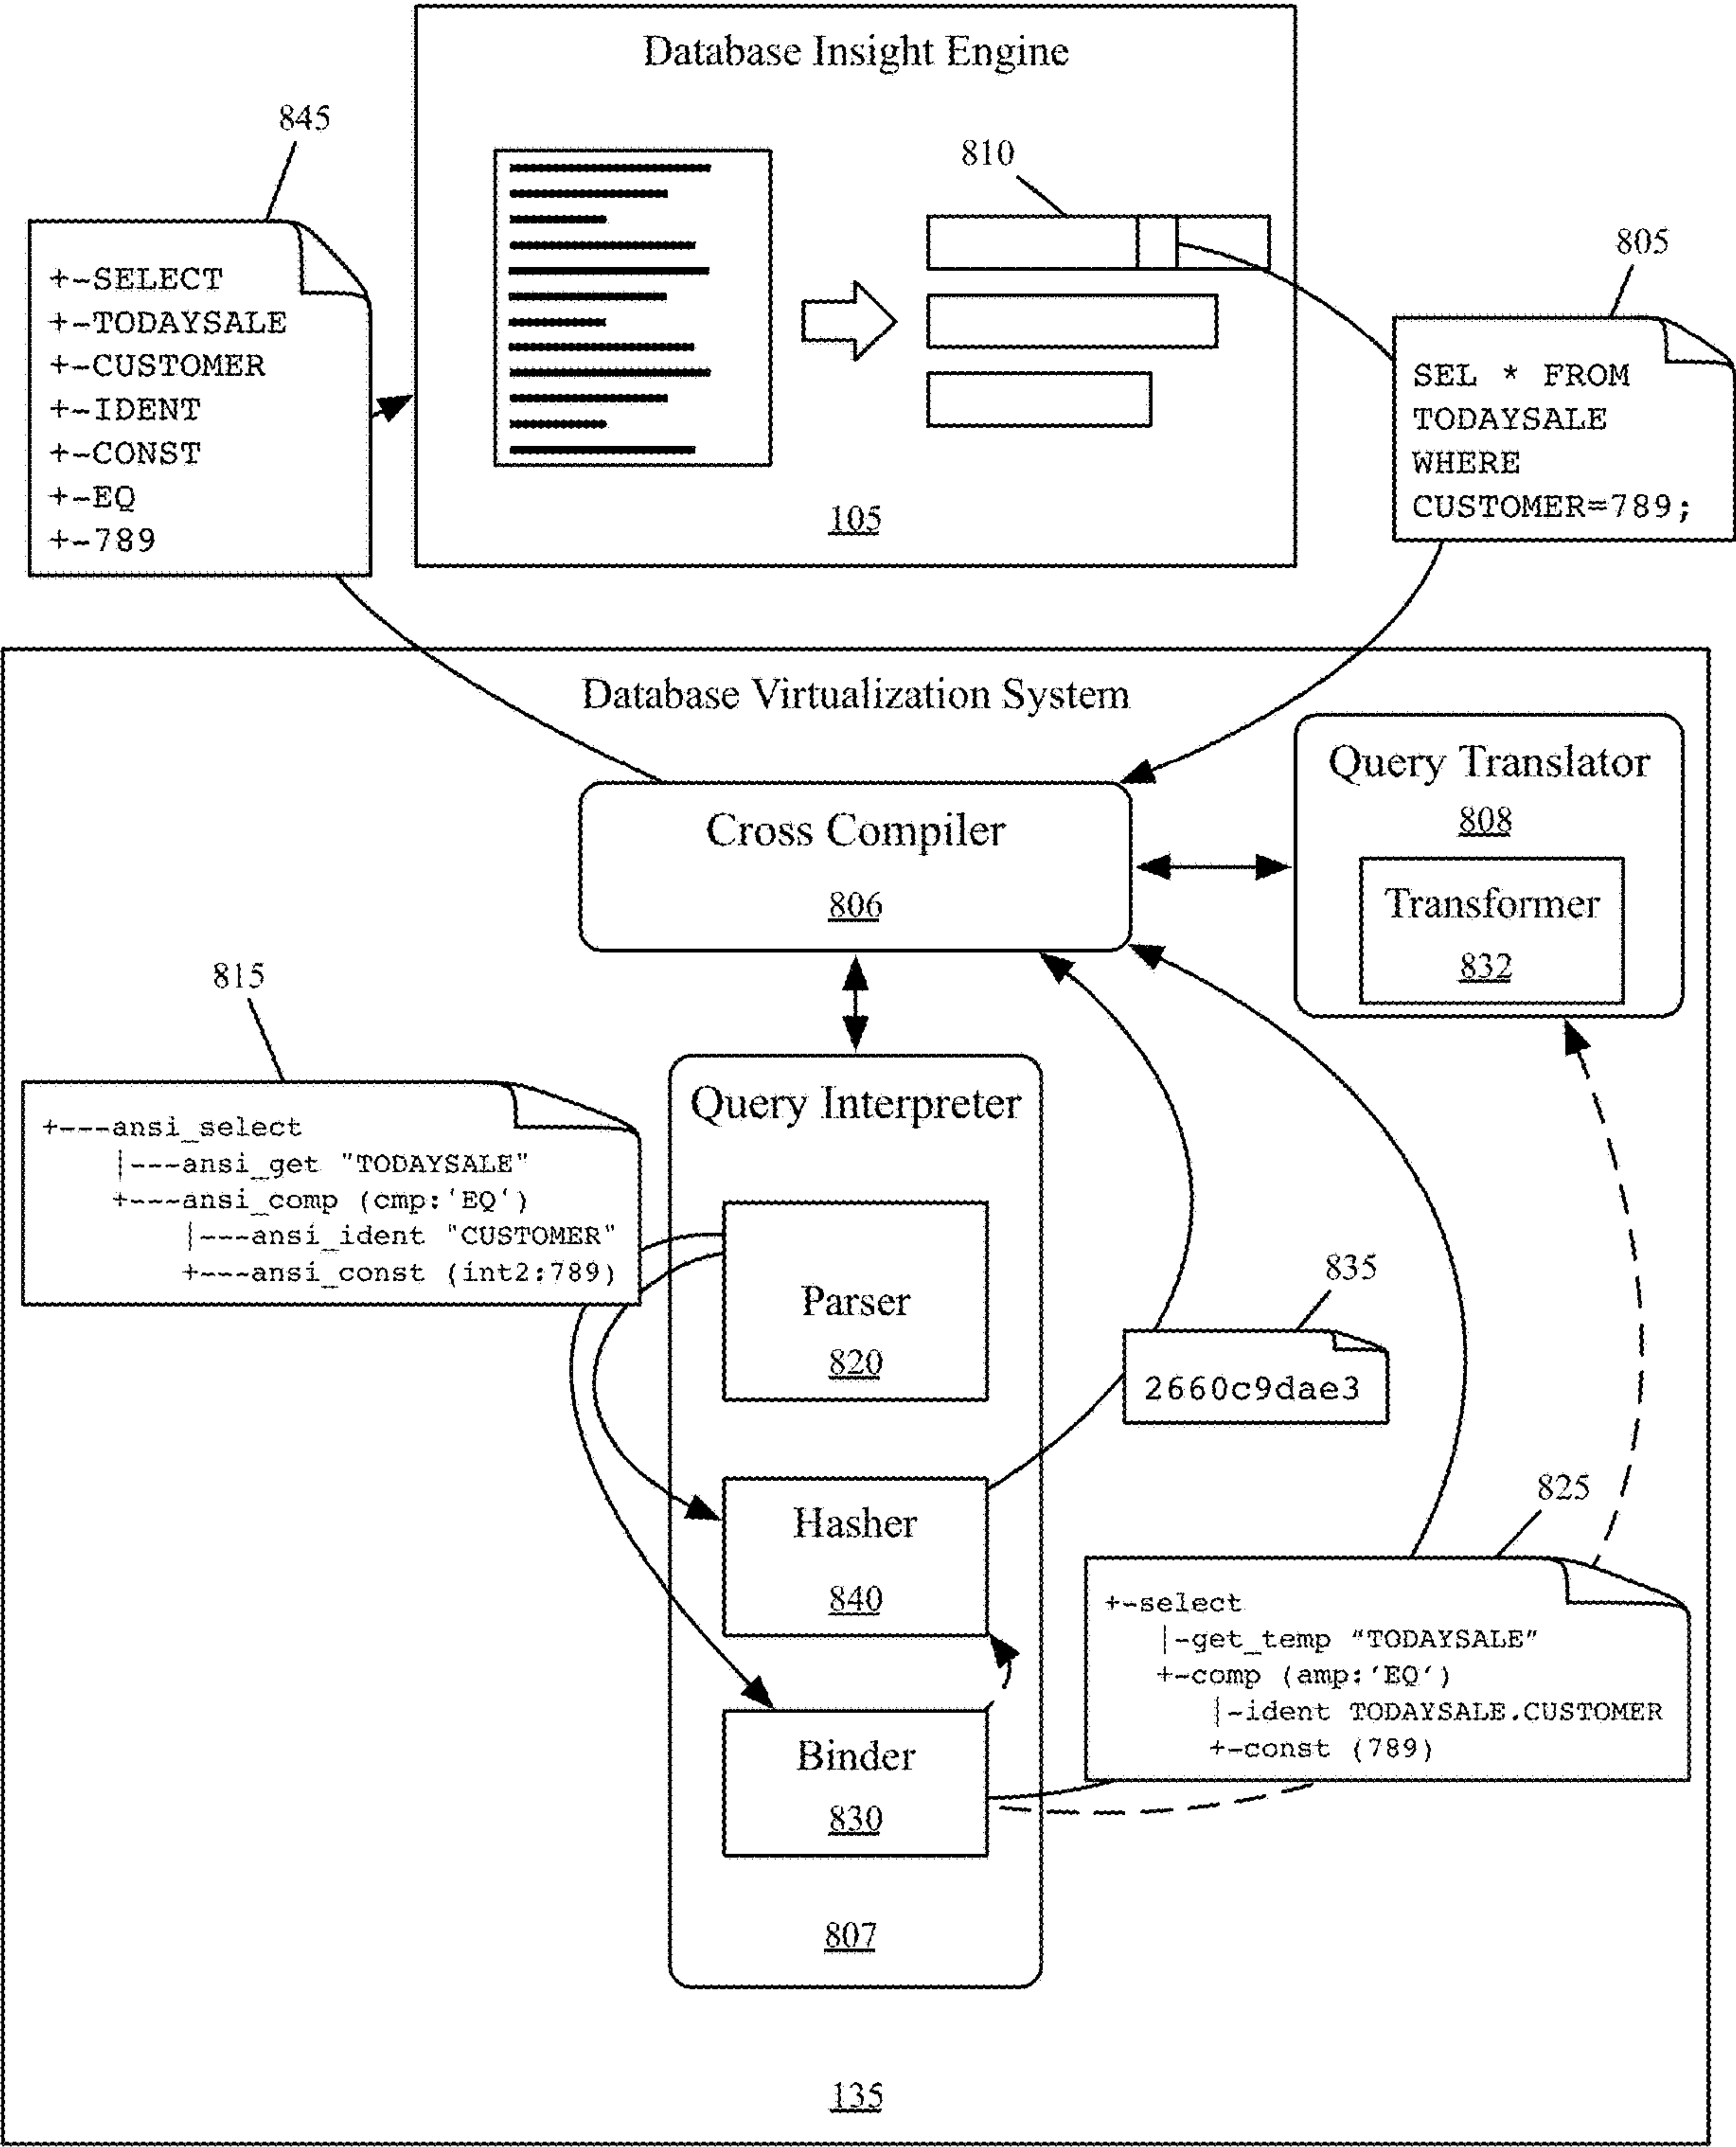 Database Insight Engine
845
+-SELECT
+-TODAYSALE
+-CUSTOMER
+-IDENT
+-CONST
+-EQ
+-789
810
105
805
SEL * FROM
TODAYSALE
WHERE
CUSTOMER=789;
Database Virtualization System
Cross Compiler
806
Query Translator
808
Transformer
832
815
+---ansi_select
|---ansi_get "TODAYSALE"
+---ansi_comp (cmp:‘EQ‘)
|---ansi_ident "CUSTOMER"
+---ansi_const (int2:789)
Query Interpreter
Parser
820
835
2660c9dae3
Hasher
840
825
+-select
|-get_temp “TODAYSALE”
+-comp (amp:‘EQ’)
|-ident TODAYSALE.CUSTOMER
+-const (789)
Binder
830
807
135